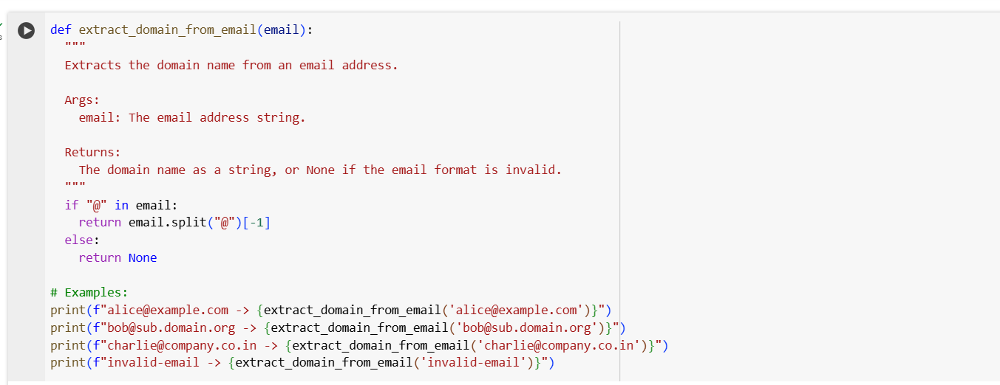 def extract_domain_from_email(email):
  """
  Extracts the domain name from an email address.

  Args:
    email: The email address string.

  Returns:
    The domain name as a string, or None if the email format is invalid.
  """
  if "@" in email:
    return email.split("@")[-1]
  else:
    return None

# Examples:
print(f"alice@example.com -> {extract_domain_from_email('alice@example.com')}")
print(f"bob@sub.domain.org -> {extract_domain_from_email('bob@sub.domain.org')}")
print(f"charlie@company.co.in -> {extract_domain_from_email('charlie@company.co.in')}")
print(f"invalid-email -> {extract_domain_from_email('invalid-email')}")